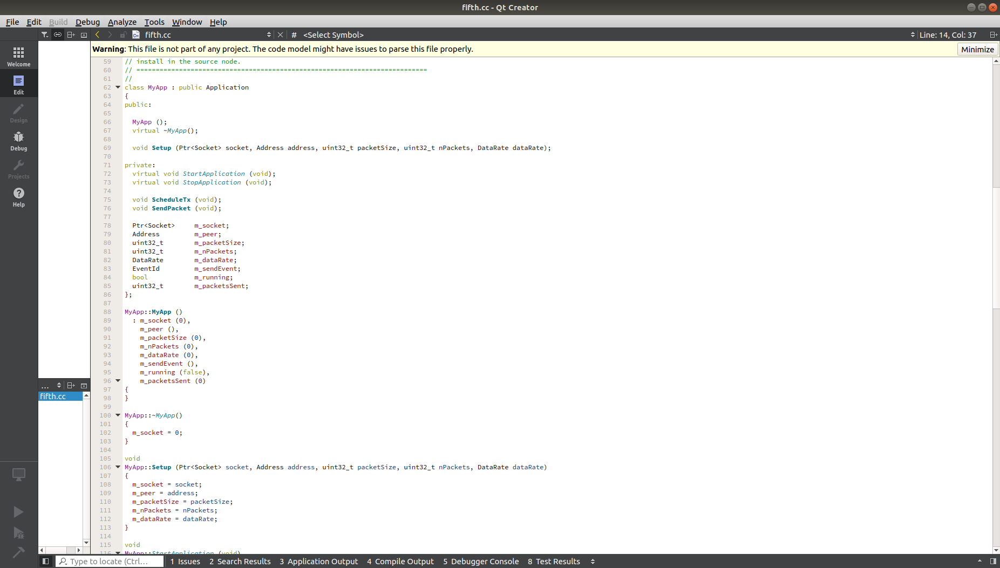 fifth.cc - Qt Creator
File Edit Build Debug Analyze Tools Window Help
fifth.cc # <Select Symbol> Line: 14, Col: 37
Warning: This file is not part of any project. The code model might have issues to parse this file properly. Minimize
Welcome
Edit
Design
Debug
Projects
Help
...
fifth.cc
59 // install in the source node.
60 // ===========================================================================
61 //
62 class MyApp : public Application
63 {
64 public:
65
66   MyApp ();
67   virtual ~MyApp();
68
69   void Setup (Ptr<Socket> socket, Address address, uint32_t packetSize, uint32_t nPackets, DataRate dataRate);
70
71 private:
72   virtual void StartApplication (void);
73   virtual void StopApplication (void);
74
75   void ScheduleTx (void);
76   void SendPacket (void);
77
78   Ptr<Socket>     m_socket;
79   Address         m_peer;
80   uint32_t        m_packetSize;
81   uint32_t        m_nPackets;
82   DataRate        m_dataRate;
83   EventId         m_sendEvent;
84   bool            m_running;
85   uint32_t        m_packetsSent;
86 };
87
88 MyApp::MyApp ()
89   : m_socket (0),
90     m_peer (),
91     m_packetSize (0),
92     m_nPackets (0),
93     m_dataRate (0),
94     m_sendEvent (),
95     m_running (false),
96     m_packetsSent (0)
97 {
98 }
99
100 MyApp::~MyApp()
101 {
102   m_socket = 0;
103 }
104
105 void
106 MyApp::Setup (Ptr<Socket> socket, Address address, uint32_t packetSize, uint32_t nPackets, DataRate dataRate)
107 {
108   m_socket = socket;
109   m_peer = address;
110   m_packetSize = packetSize;
111   m_nPackets = nPackets;
112   m_dataRate = dataRate;
113 }
114
115 void
116 MyApp::StartApplication (void)
Type to locate (Ctrl... 1 Issues 2 Search Results 3 Application Output 4 Compile Output 5 Debugger Console 8 Test Results